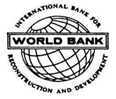 INTERNATIONAL BANK FOR
WORLD BANK
RECONSTRUCTION AND DEVELOPMENT